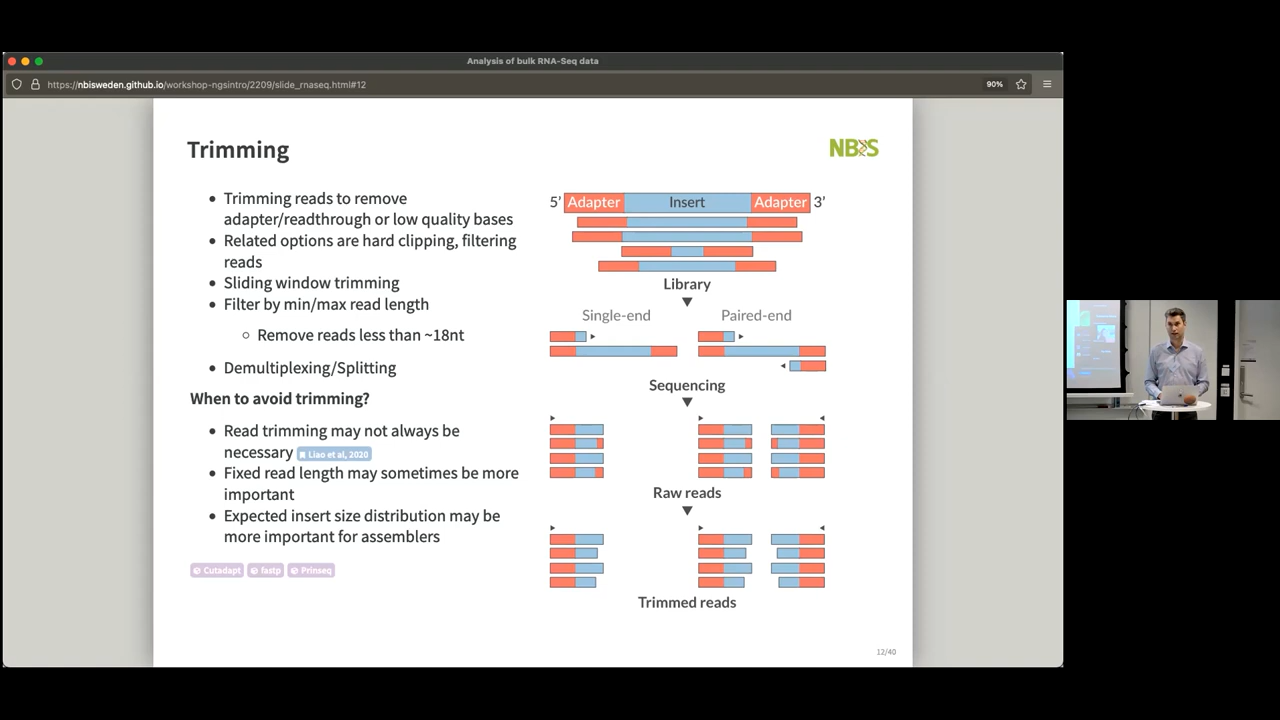 Analysis of bulk RNA-Seq data
https://nbisweden.github.io/workshop-ngsintro/2209/slide_rnaseq.html#12
90%
Trimming
NBIS
Trimming reads to remove
adapter/readthrough or low quality bases
Related options are hard clipping, filtering
reads
Sliding window trimming
Filter by min/max read length
Remove reads less than ~18nt
Demultiplexing/Splitting
When to avoid trimming?
Read trimming may not always be
necessary Liao et al, 2020
Fixed read length may sometimes be more
important
Expected insert size distribution may be
more important for assemblers
Cutadapt fastp Prinseq
5' Adapter Insert Adapter 3'
Library
Single-end Paired-end
Sequencing
Raw reads
Trimmed reads
12/40